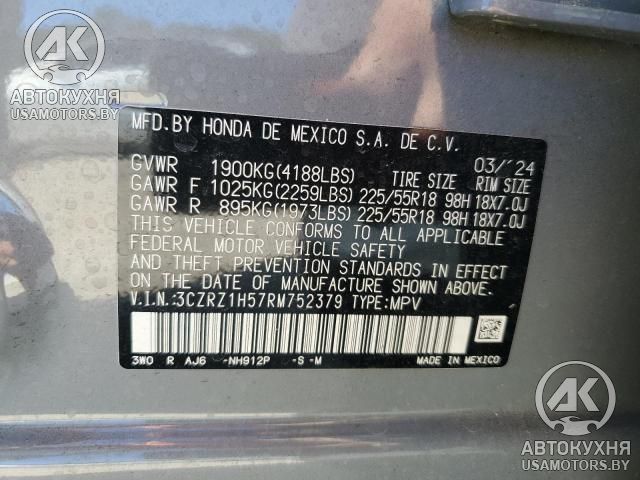 AK
АВТОКУХНЯ
USAMOTORS.BY
MFD.BY HONDA DE MEXICO S.A. DE C.V.
03/'24
GVWR 1900KG(4188LBS) TIRE SIZE RIM SIZE
GAWR F 1025KG(2259LBS) 225/55R18 98H 18X7.0J
GAWR R 895KG(1973LBS) 225/55R18 98H 18X7.0J
THIS VEHICLE CONFORMS TO ALL APPLICABLE
FEDERAL MOTOR VEHICLE SAFETY
AND THEFT PREVENTION STANDARDS IN EFFECT
ON THE DATE OF MANUFACTURE SHOWN ABOVE.
V.I.N.:3CZRZ1H57RM752379 TYPE:MPV
3WO R AJ6 -NH912P -S -M MADE IN MEXICO
AK
АВТОКУХНЯ
USAMOTORS.BY